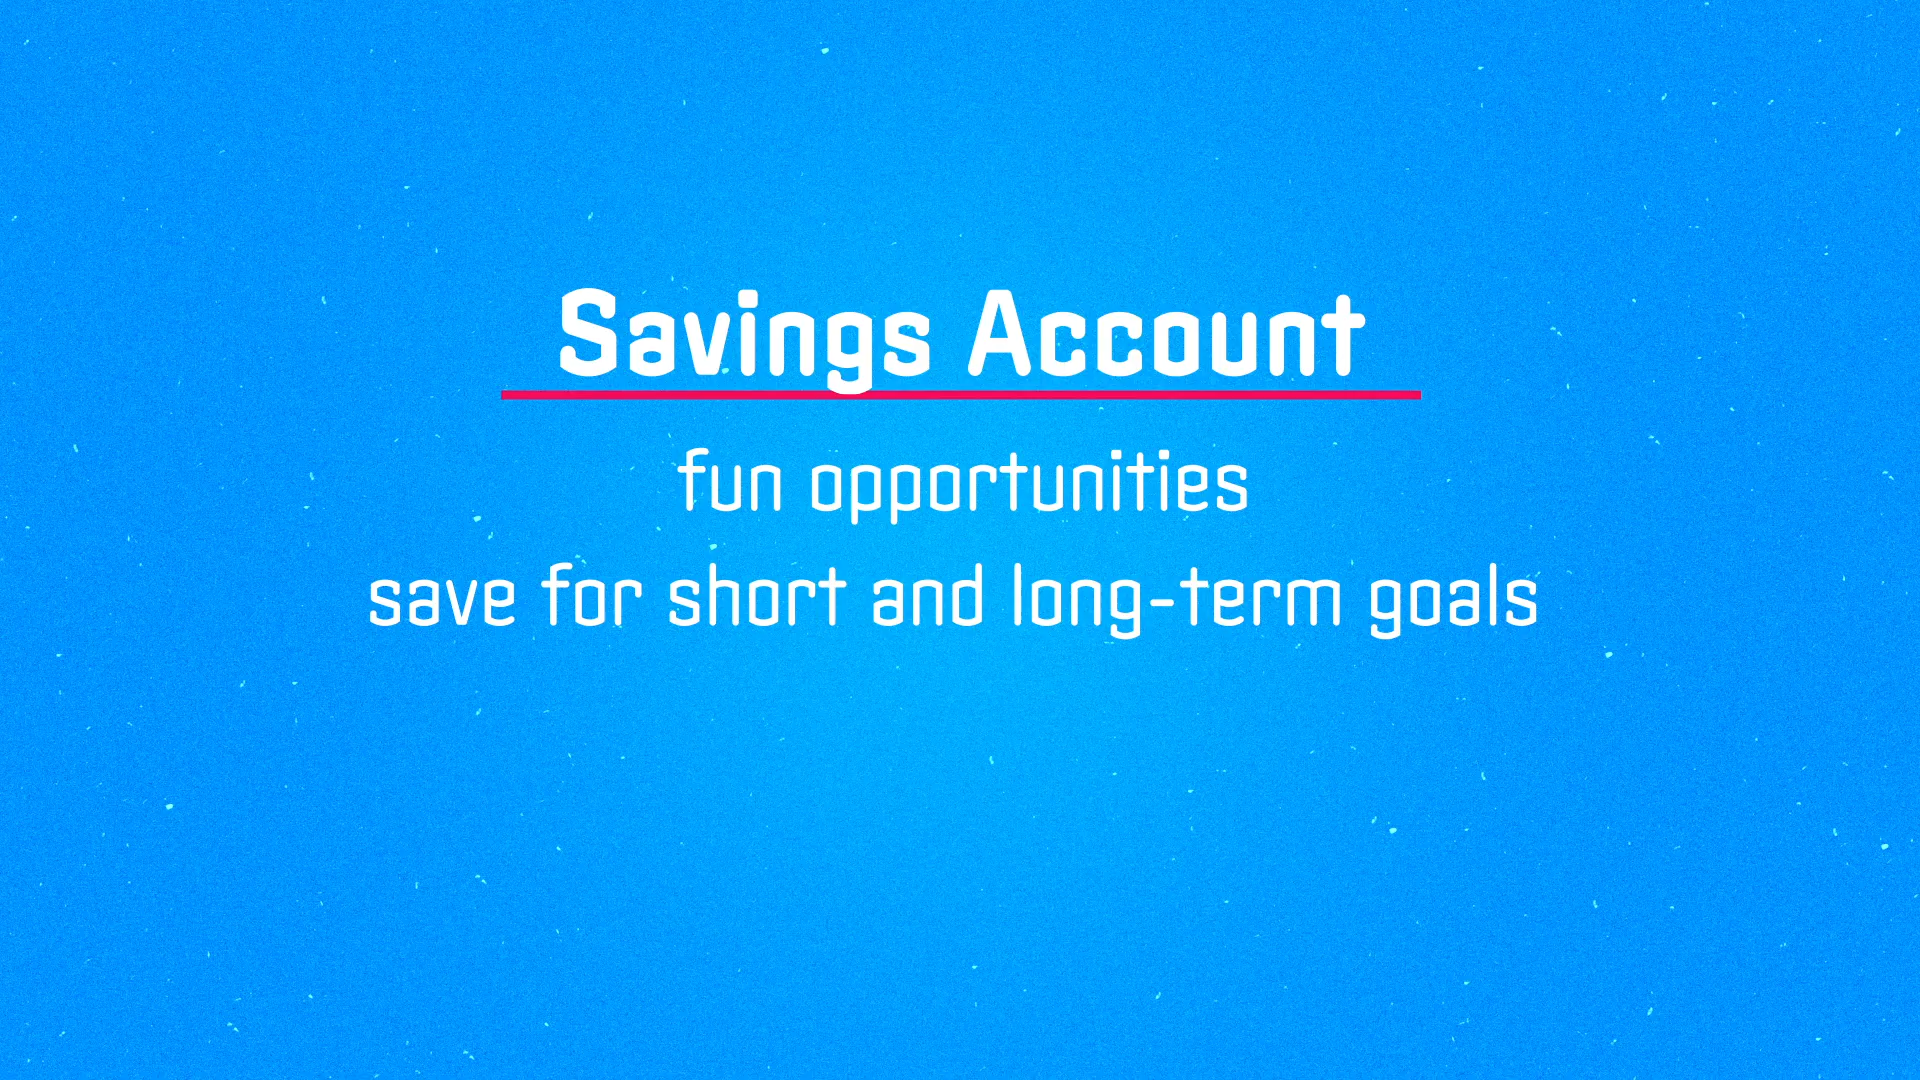 Savings Account
fun opportunities
save for short and long-term goals